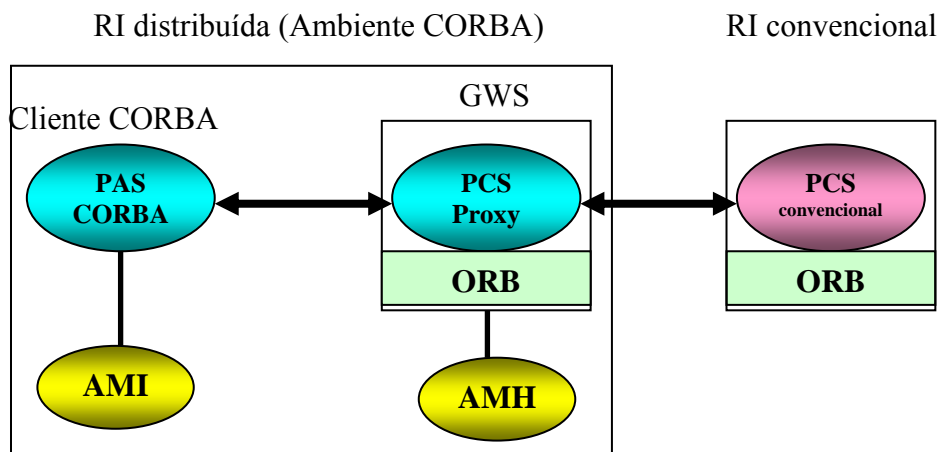 RI distribuída (Ambiente CORBA)
RI convencional
GWS
Cliente CORBA
PAS
CORBA
PCS
Proxy
PCS
convencional
ORB
ORB
AMI
AMH